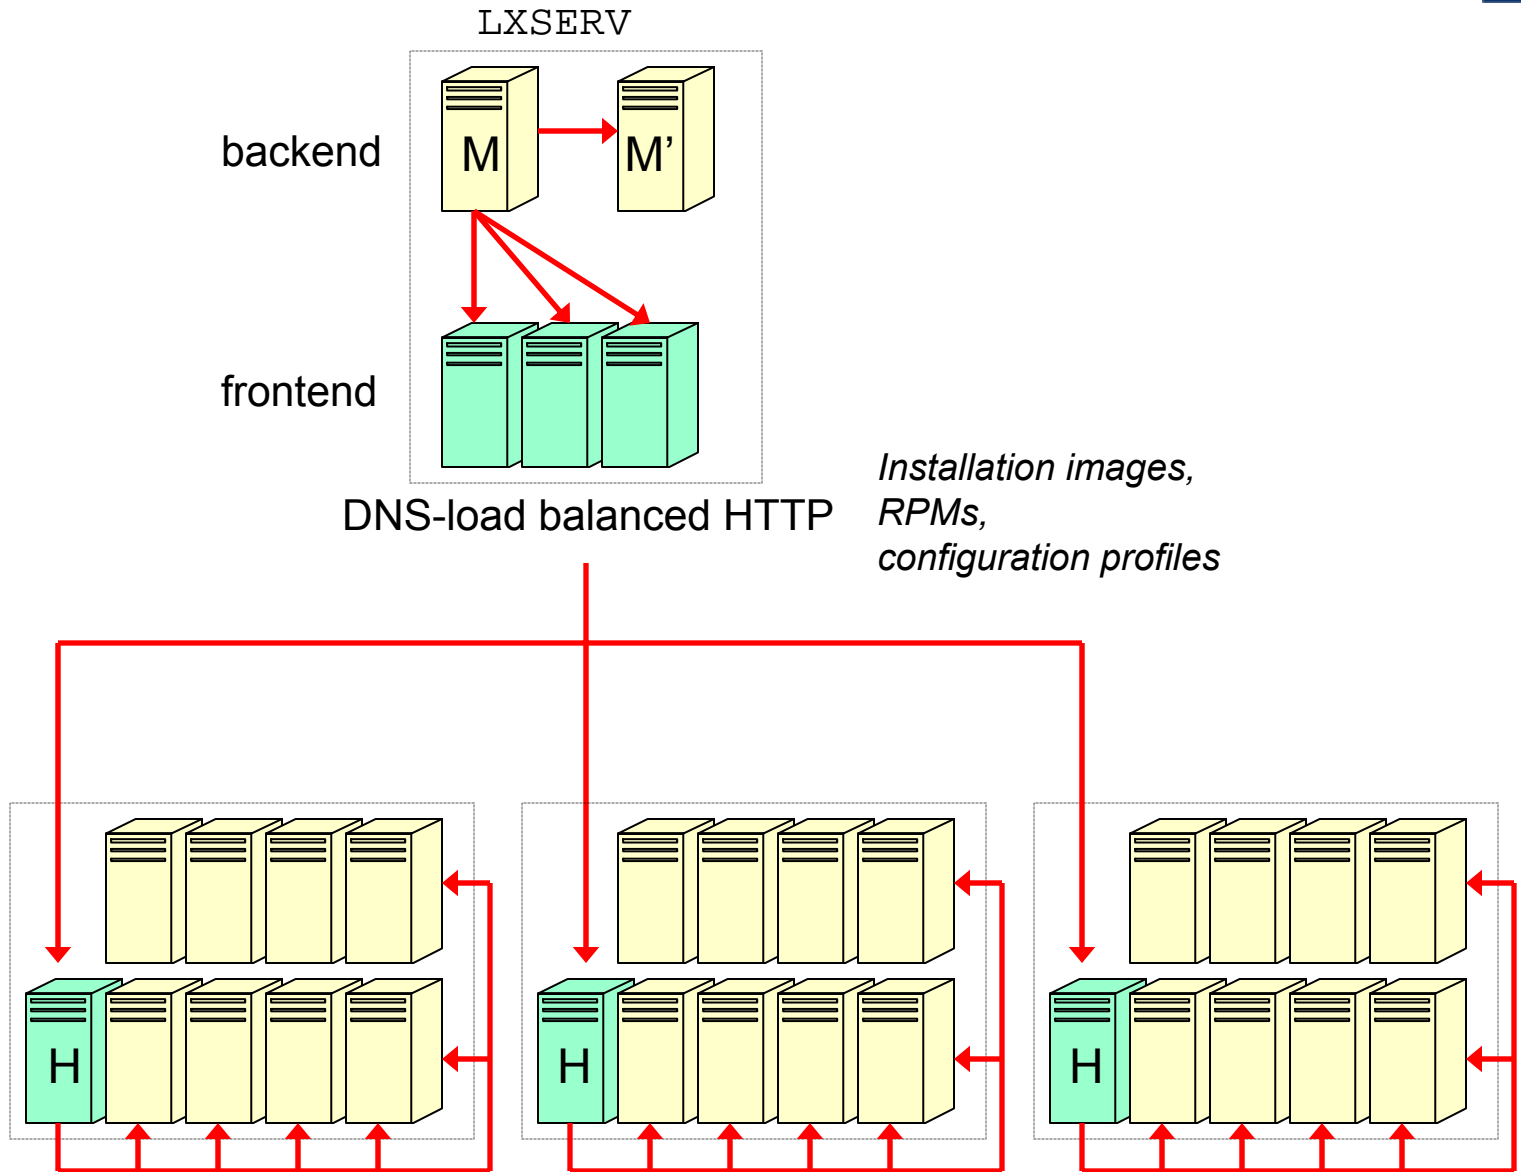 LXSERV
backend
M
M’
frontend
DNS-load balanced HTTP
Installation images,
RPMs,
configuration profiles
H
H
H